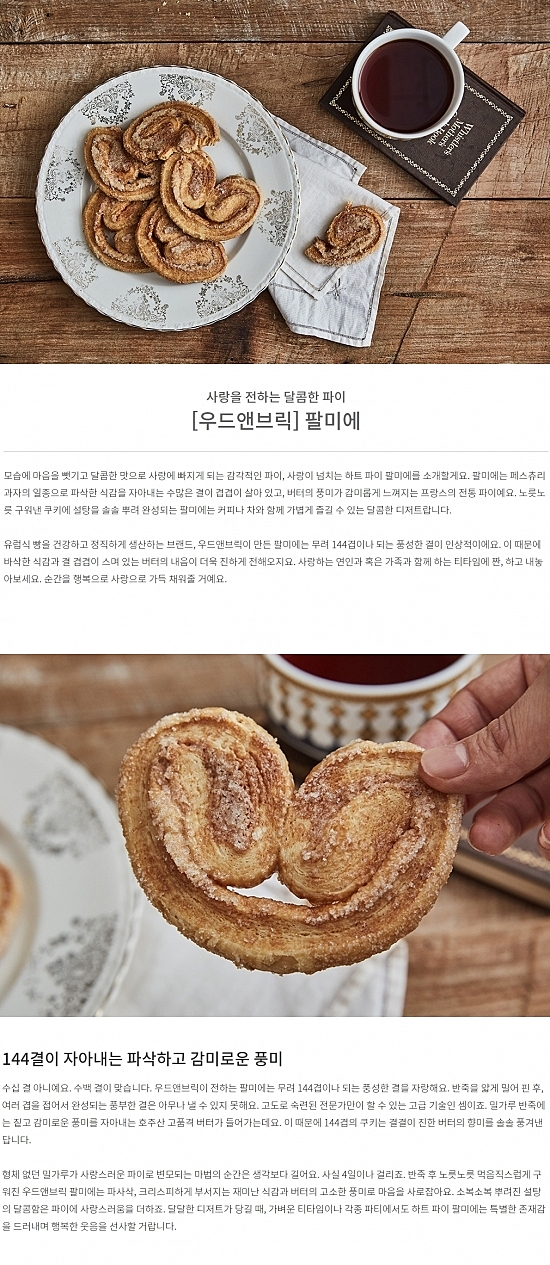 Whistler's
Mother's
Book
사랑을 전하는 달콤한 파이
[우드앤브릭] 팔미에
모습에 마음을 뺏기고 달콤한 맛으로 사랑에 빠지게 되는 감각적인 파이, 사랑이 넘치는 하트 파이 팔미에를 소개할게요. 팔미에는 페스츄리
과자의 일종으로 파삭한 식감을 자아내는 수많은 결이 겹겹이 살아 있고, 버터의 풍미가 감미롭게 느껴지는 프랑스의 전통 파이예요. 노릇노
릇 구워낸 쿠키에 설탕을 솔솔 뿌려 완성되는 팔미에는 커피나 차와 함께 가볍게 즐길 수 있는 달콤한 디저트랍니다.
유럽식 빵을 건강하고 정직하게 생산하는 브랜드, 우드앤브릭이 만든 팔미에는 무려 144겹이나 되는 풍성한 결이 인상적이에요. 이 때문에
바삭한 식감과 결 겹겹이 스며 있는 버터의 내음이 더욱 진하게 전해오지요. 사랑하는 연인과 혹은 가족과 함께 하는 티타임에 짠, 하고 내놓
아보세요. 순간을 행복으로 사랑으로 가득 채워줄 거예요.
144결이 자아내는 파삭하고 감미로운 풍미
수십 결 아니예요. 수백 결이 맞습니다. 우드앤브릭이 전하는 팔미에는 무려 144겹이나 되는 풍성한 결을 자랑해요. 반죽을 얇게 밀어 핀 후,
여러 겹을 접어서 완성되는 풍부한 결은 아무나 낼 수 있지 못해요. 고도로 숙련된 전문가만이 할 수 있는 고급 기술인 셈이죠. 밀가루 반죽에
는 짙고 감미로운 풍미를 자아내는 호주산 고품격 버터가 들어가는데요. 이 때문에 144겹의 쿠키는 결결이 진한 버터의 향미를 솔솔 풍겨낸
답니다.
형체 없던 밀가루가 사랑스러운 파이로 변모되는 마법의 순간은 생각보다 길어요. 사실 4일이나 걸리죠. 반죽 후 노릇노릇 먹음직스럽게 구
워진 우드앤브릭 팔미에는 파사삭, 크리스피하게 부서지는 재미난 식감과 버터의 고소한 풍미로 마음을 사로잡아요. 소복소복 뿌려진 설탕
의 달콤함은 파이에 사랑스러움을 더하죠. 달달한 디저트가 당길 때, 가벼운 티타임이나 각종 파티에서도 하트 파이 팔미에는 특별한 존재감
을 드러내며 행복한 웃음을 선사할 거랍니다.